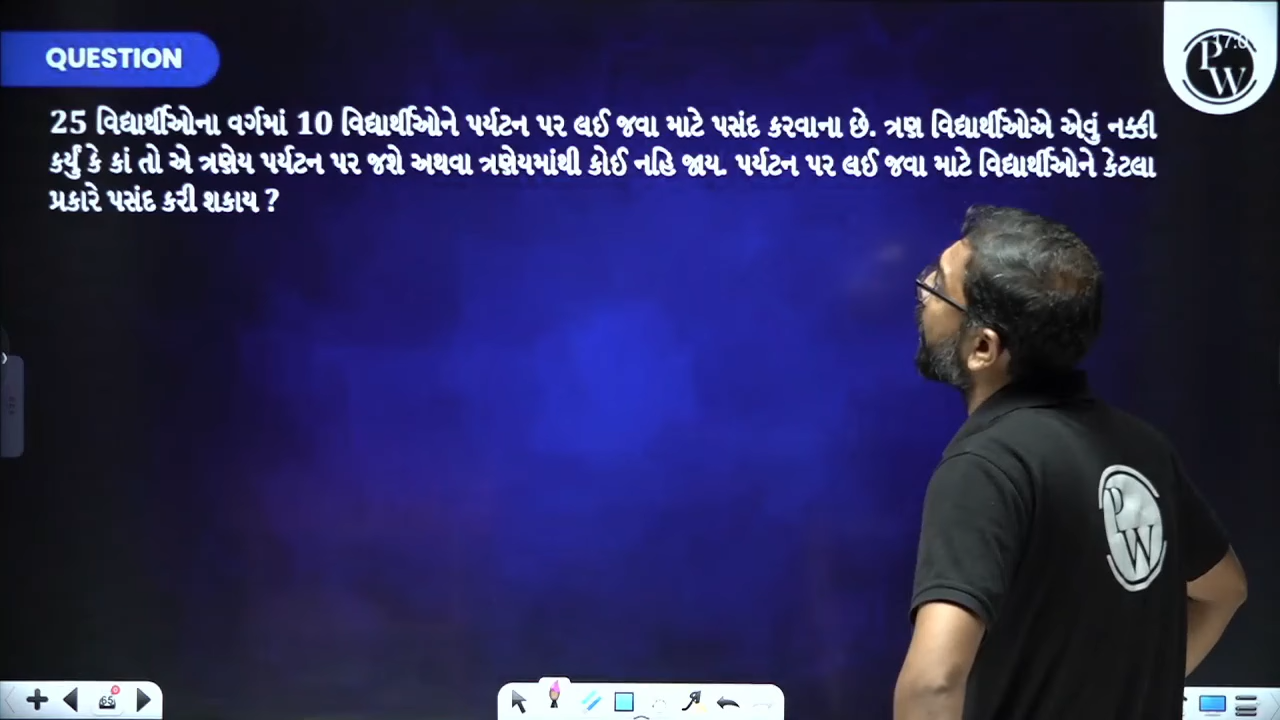 QUESTION
25 વિદ્યાર્થીઓના વર્ગમાં 10 વિદ્યાર્થીઓને પર્યટન પર લઈ જવા માટે પસંદ કરવાના છે. ત્રણ વિદ્યાર્થીઓએ એવું નક્કી
કર્યું કે કાં તો એ ત્રણેય પર્યટન પર જશે અથવા ત્રણેયમાંથી કોઈ નહિ જાય. પર્યટન પર લઈ જવા માટે વિદ્યાર્થીઓને કેટલા
પ્રકારે પસંદ કરી શકાય ?
PW
PW
65